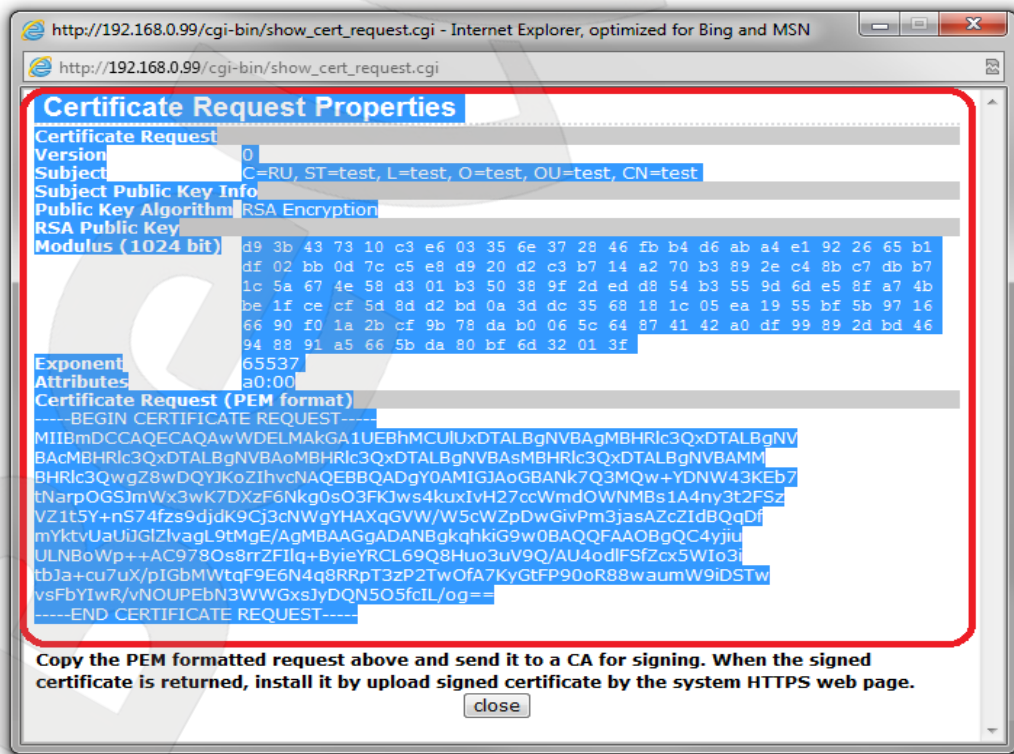 http://192.168.0.99/cgi-bin/show_cert_request.cgi - Internet Explorer, optimized for Bing and MSN
http://192.168.0.99/cgi-bin/show_cert_request.cgi
Certificate Request Properties
Certificate Request
Version 0
Subject C=RU, ST=test, L=test, O=test, OU=test, CN=test
Subject Public Key Info
Public Key Algorithm RSA Encryption
RSA Public Key
Modulus (1024 bit) d9 3b 43 73 10 c3 e6 03 35 6e 37 28 46 fb b4 d6 ab a4 e1 92 26 65 b1
df 02 bb 0d 7c c5 e8 d9 20 d2 c3 b7 14 a2 70 b3 89 2e c4 8b c7 db b7
1c 5a 67 4e 58 d3 01 b3 50 38 9f 2d ed d8 54 b3 55 9d 6d e5 8f a7 4b
be 1f ce cf 5d 8d d2 bd 0a 3d dc 35 68 18 1c 05 ea 19 55 bf 5b 97 16
66 90 f0 1a 2b cf 9b 78 da b0 06 5c 64 87 41 42 a0 df 99 89 2d bd 46
94 88 91 a5 66 5b da 80 bf 6d 32 01 3f
Exponent 65537
Attributes a0:00
Certificate Request (PEM format)
-----BEGIN CERTIFICATE REQUEST-----
MIIBmDCCAQECAQAwWDELMAkGA1UEBhMCUlUxDTALBgNVBAgMBHRlc3QxDTALBgNV
BAcMBHRlc3QxDTALBgNVBAoMBHRlc3QxDTALBgNVBAsMBHRlc3QxDTALBgNVBAMM
BHRlc3QwgZ8wDQYJKoZIhvcNAQEBBQADgY0AMIGJAoGBANk7Q3MQw+YDNW43KEb7
tNarpOGSJmWx3wK7DXzF6Nkg0sO3FKJws4kuxIvH27ccWmdOWNMBs1A4ny3t2FSz
VZ1t5Y+nS74fzs9djdK9Cj3cNWgYHAXqGVW/W5cWZpDwGivPm3jasAZcZIdBQqDf
mYktvUaUiJGlZlvagL9tMgE/AgMBAAGgADANBgkqhkiG9w0BAQQFAAOBgQC4yjiu
ULNBoWp++AC978Os8rrZFIlq+ByieYRCL69Q8Huo3uV9Q/AU4odlFSfZcx5WIo3i
tbJa+cu7uX/pIGbMWtqF9E6N4q8RRpT3zP2TwOfA7KyGtFP90oR88waumW9iDSTw
vsFbYIwR/vNOUPEbN3WWGxsJyDQN5O5fcIL/og==
-----END CERTIFICATE REQUEST-----
Copy the PEM formatted request above and send it to a CA for signing. When the signed
certificate is returned, install it by upload signed certificate by the system HTTPS web page.
close